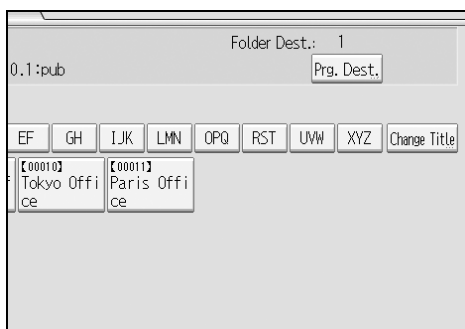 Folder Dest.: 1
0.1:pub
Prg. Dest.
EF GH IJK LMN OPQ RST UVW XYZ Change Title
【00010】 【00011】
Tokyo Offi Paris Offi
ce ce